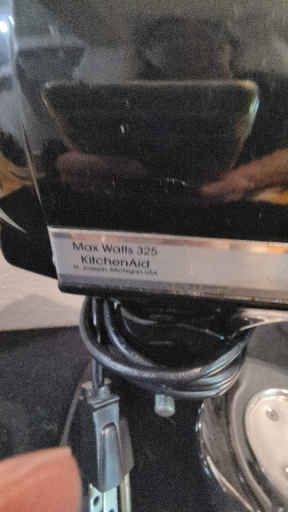 Max Watts 325
KitchenAid
St. Joseph, Michigan USA